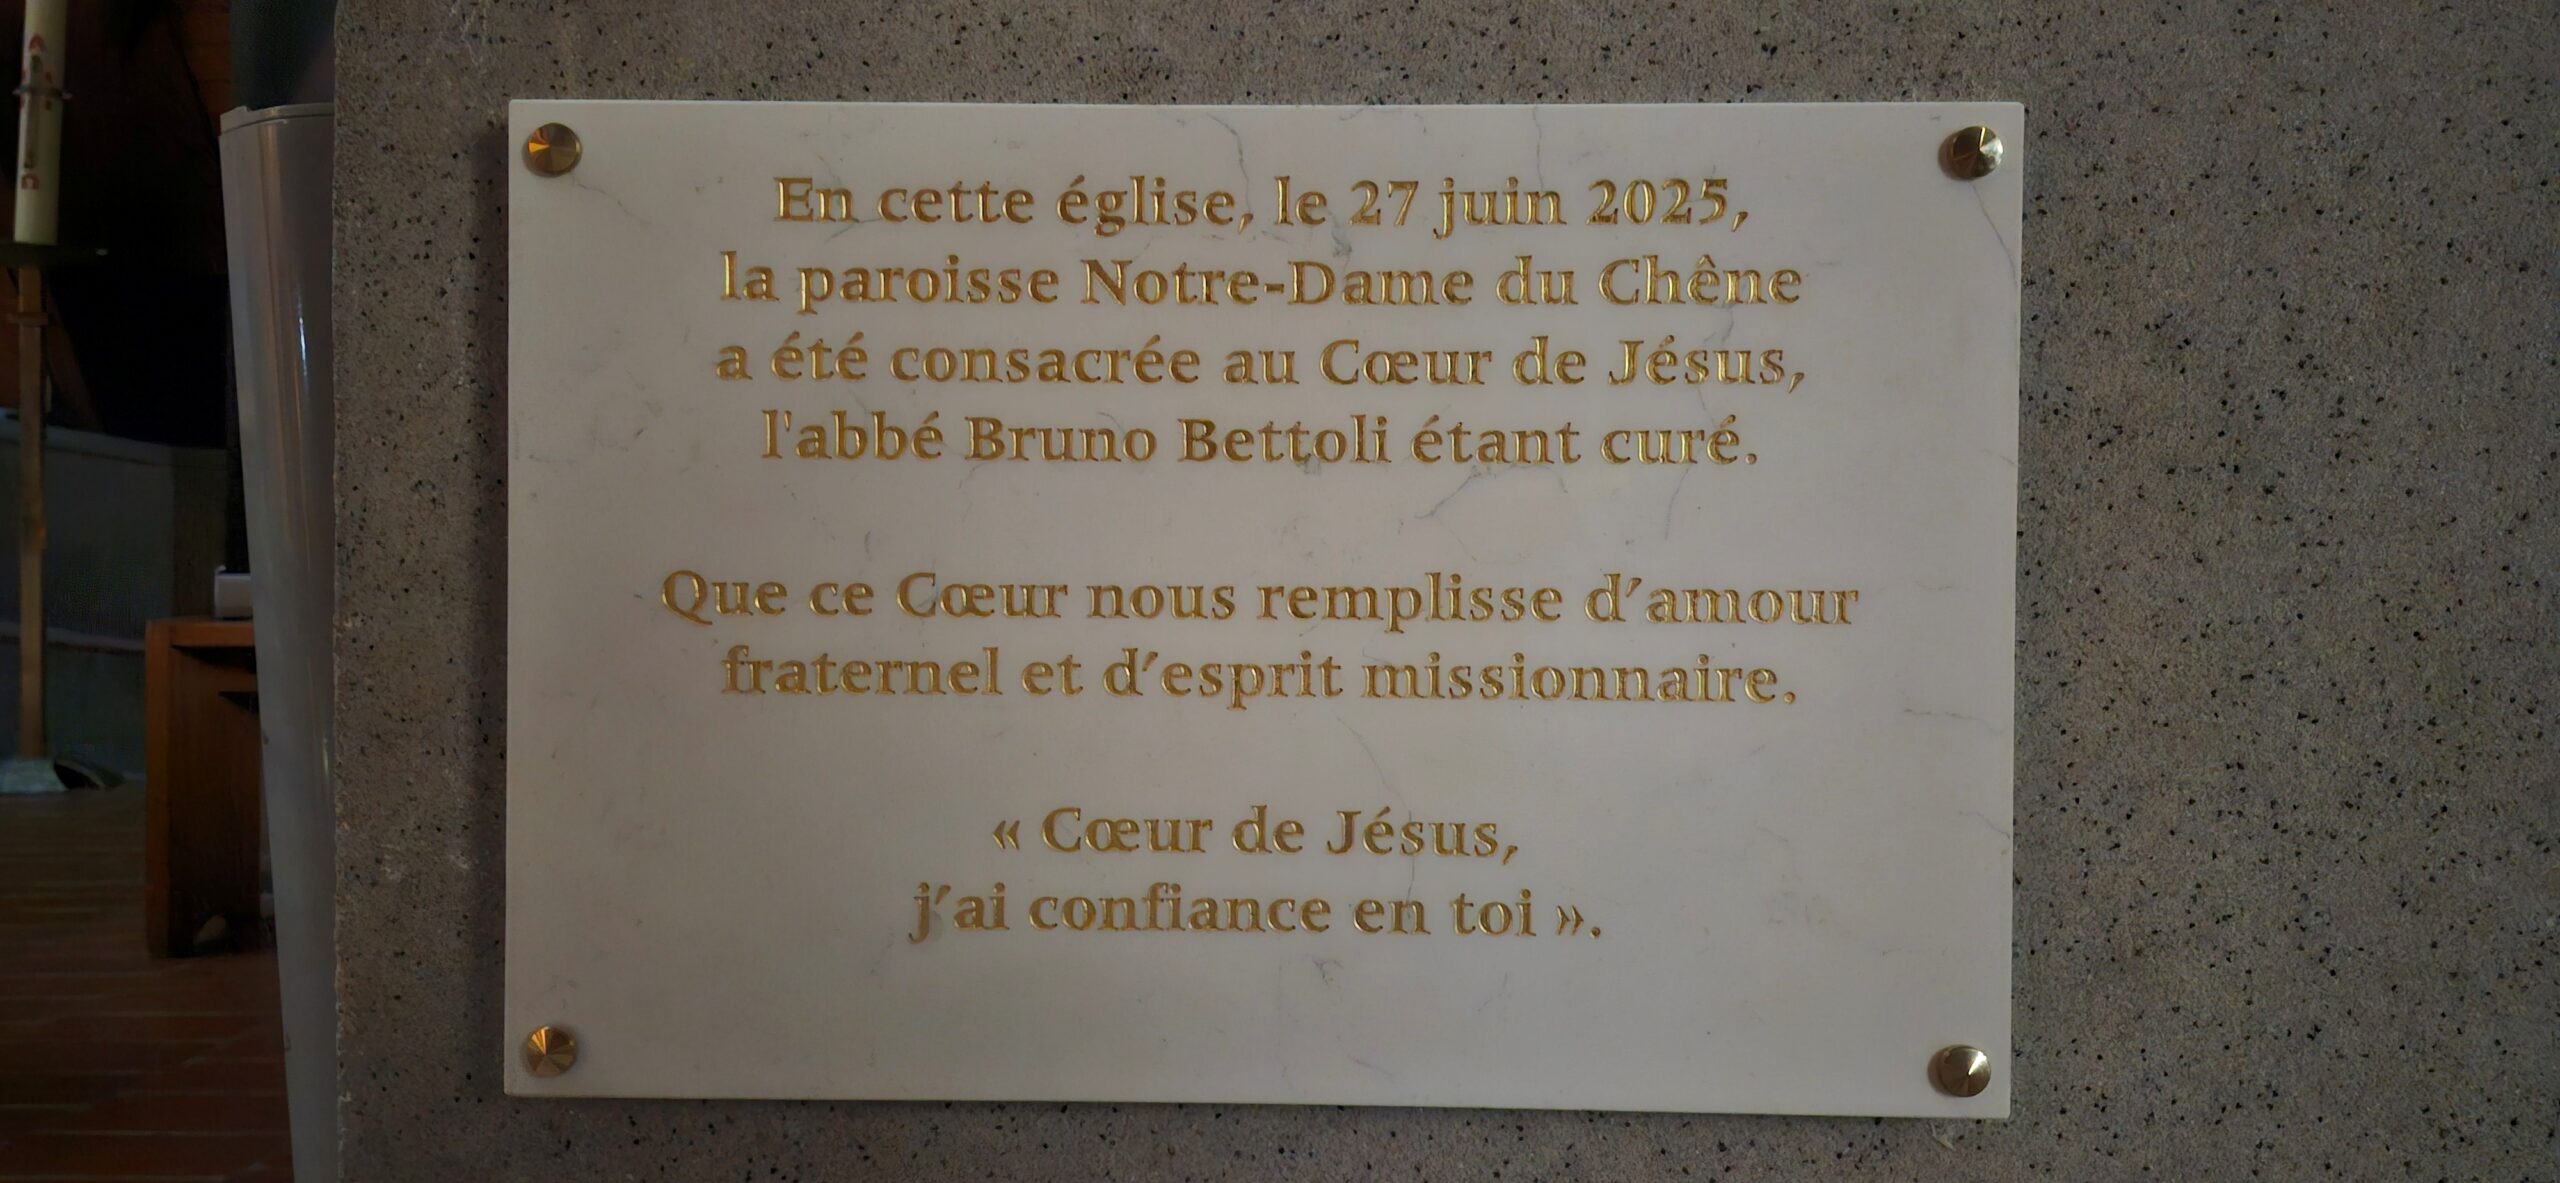 En cette église, le 27 juin 2025,
la paroisse Notre-Dame du Chêne
a été consacrée au Cœur de Jésus,
l'abbé Bruno Bettoli étant curé.
Que ce Cœur nous remplisse d'amour
fraternel et d'esprit missionnaire.
« Cœur de Jésus,
j'ai confiance en toi ».